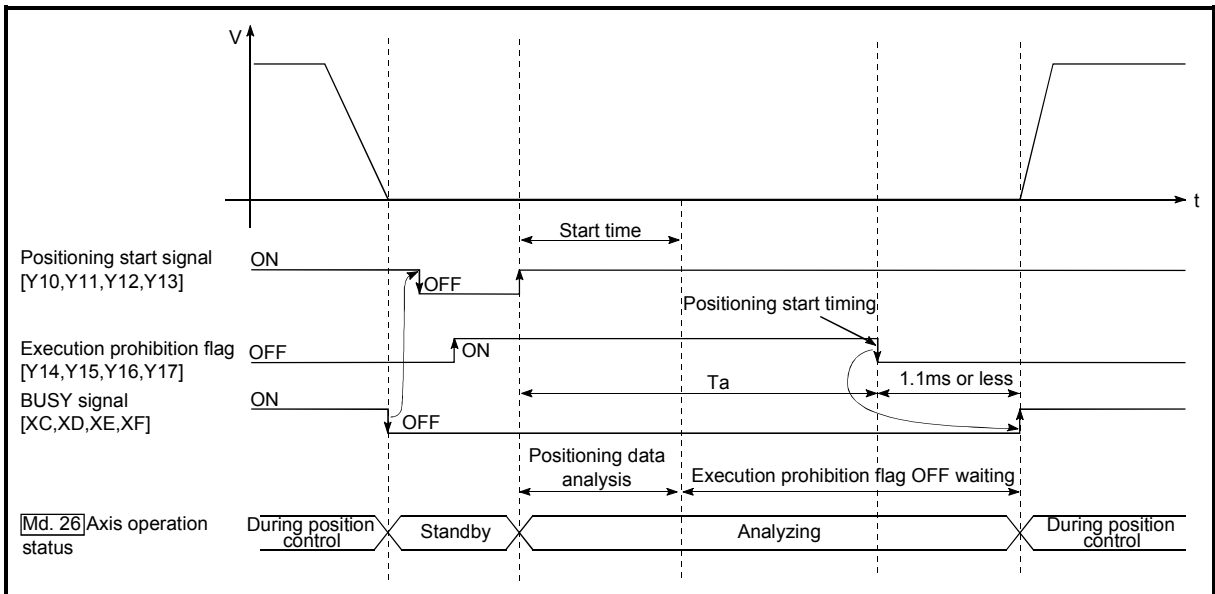 V
t
Start time
Positioning start signal
[Y10,Y11,Y12,Y13]
ON
OFF
Positioning start timing
Execution prohibition flag
[Y14,Y15,Y16,Y17]
OFF
ON
Ta
1.1ms or less
BUSY signal
[XC,XD,XE,XF]
ON
OFF
Positioning data
analysis
Execution prohibition flag OFF waiting
Md. 26 Axis operation
status
During position
control
Standby
Analyzing
During position
control